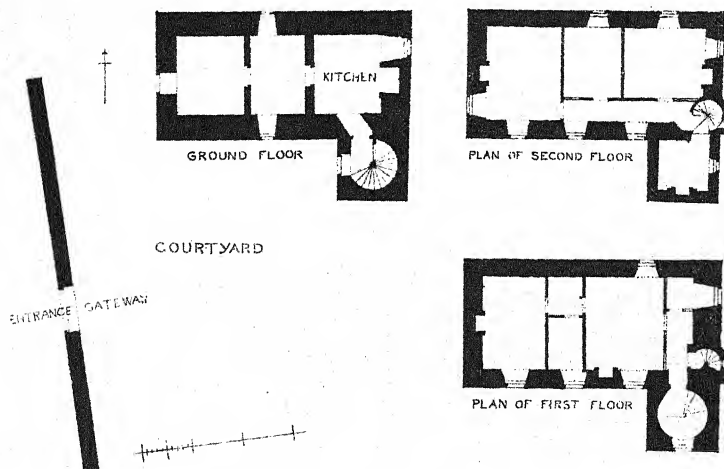 KITCHEN
GROUND FLOOR
PLAN OF SECOND FLOOR
COURTYARD
ENTRANCE GATEWAY
PLAN OF FIRST FLOOR